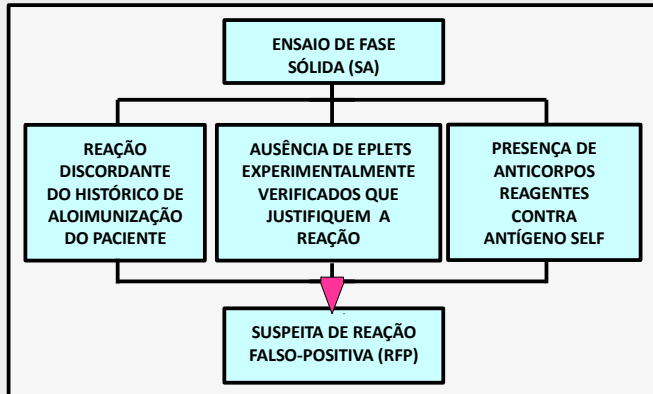 ENSAIO DE FASE
SÓLIDA (SA)
REAÇÃO
DISCORDANTE
DO HISTÓRICO DE
ALOIMUNIZAÇÃO
DO PACIENTE
AUSÊNCIA DE EPLETS
EXPERIMENTALMENTE
VERIFICADOS QUE
JUSTIFIQUEM A
REAÇÃO
PRESENÇA DE
ANTICORPOS
REAGENTES
CONTRA
ANTÍGENO SELF
SUSPEITA DE REAÇÃO
FALSO-POSITIVA (RFP)